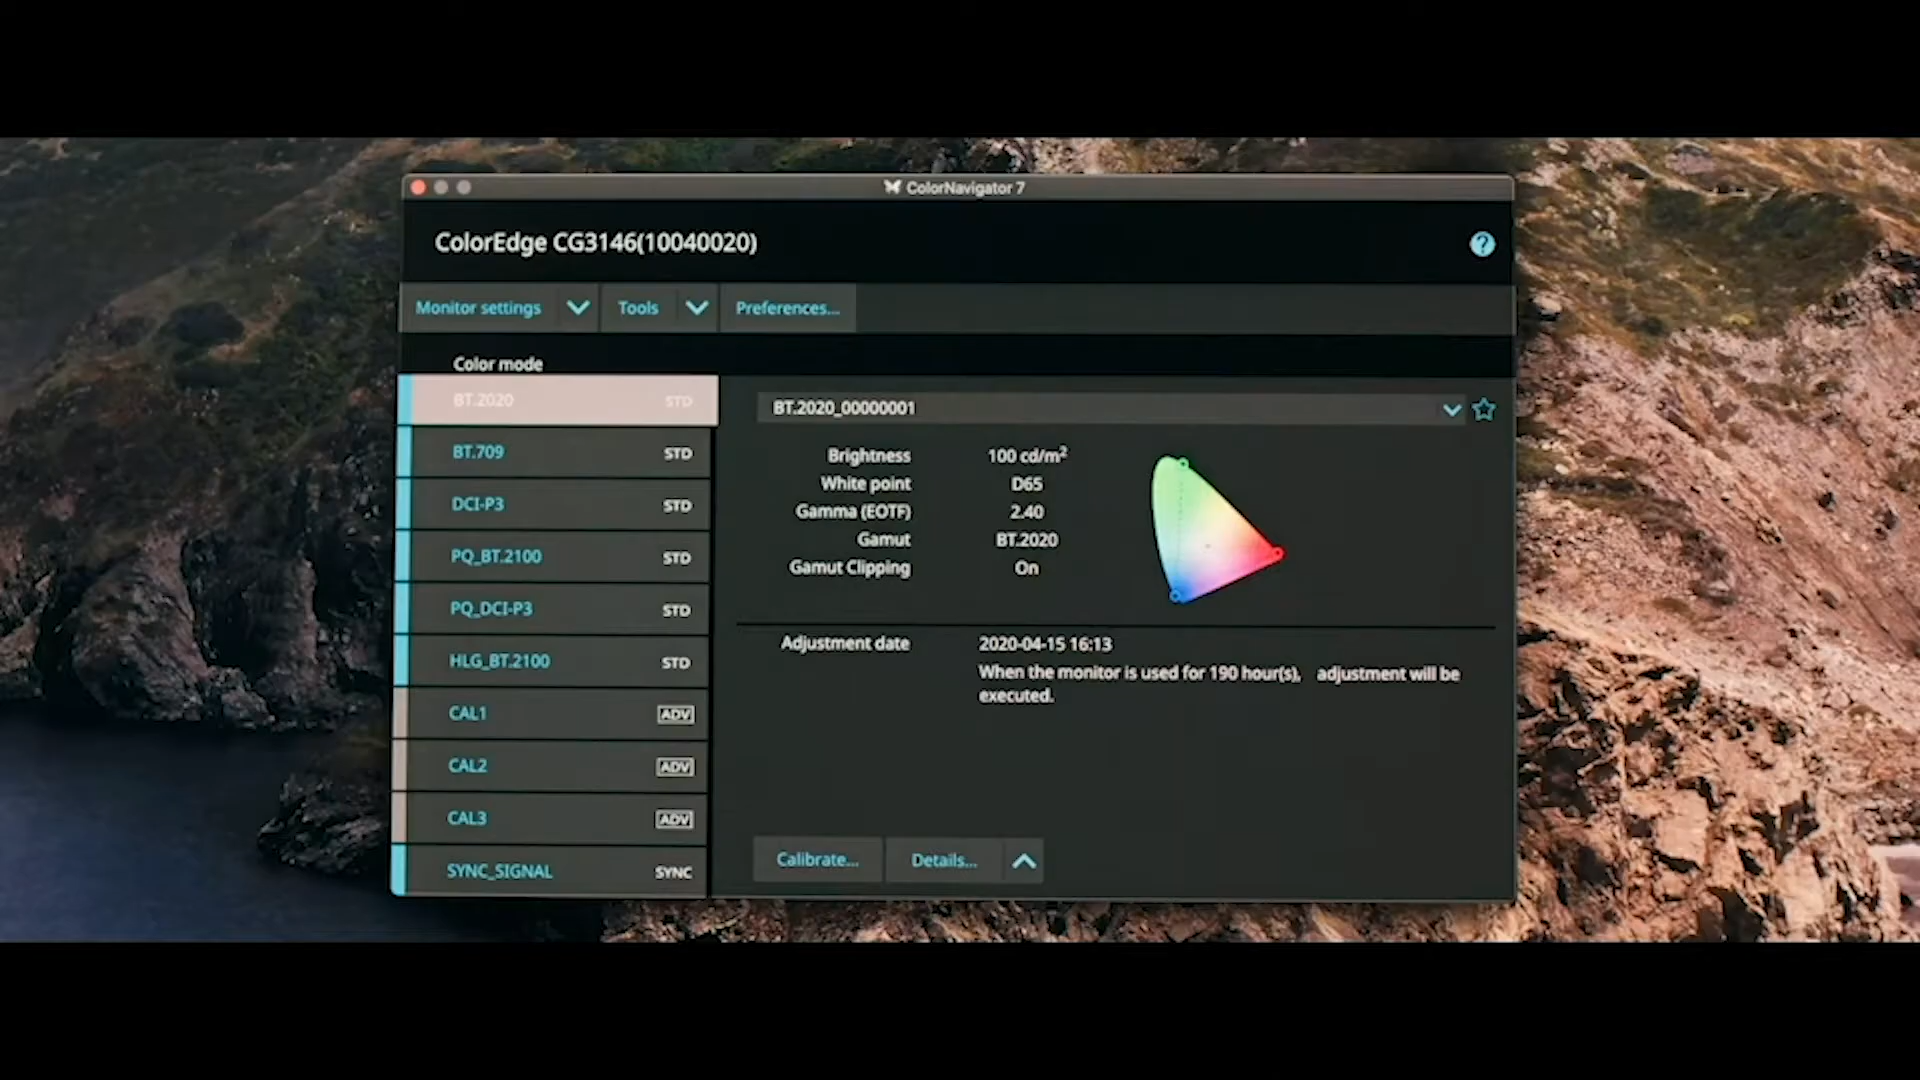 ColorNavigator 7
ColorEdge CG3146(10040020)
?
Monitor settings
Tools
Preferences...
Color mode
BT.2020 STD
BT.709 STD
DCI-P3 STD
PQ_BT.2100 STD
PQ_DCI-P3 STD
HLG_BT.2100 STD
CAL1 ADV
CAL2 ADV
CAL3 ADV
SYNC_SIGNAL SYNC
BT.2020_00000001
Brightness 100 cd/m²
White point D65
Gamma (EOTF) 2.40
Gamut BT.2020
Gamut Clipping On
Adjustment date 2020-04-15 16:13
When the monitor is used for 190 hour(s), adjustment will be
executed.
Calibrate...
Details...